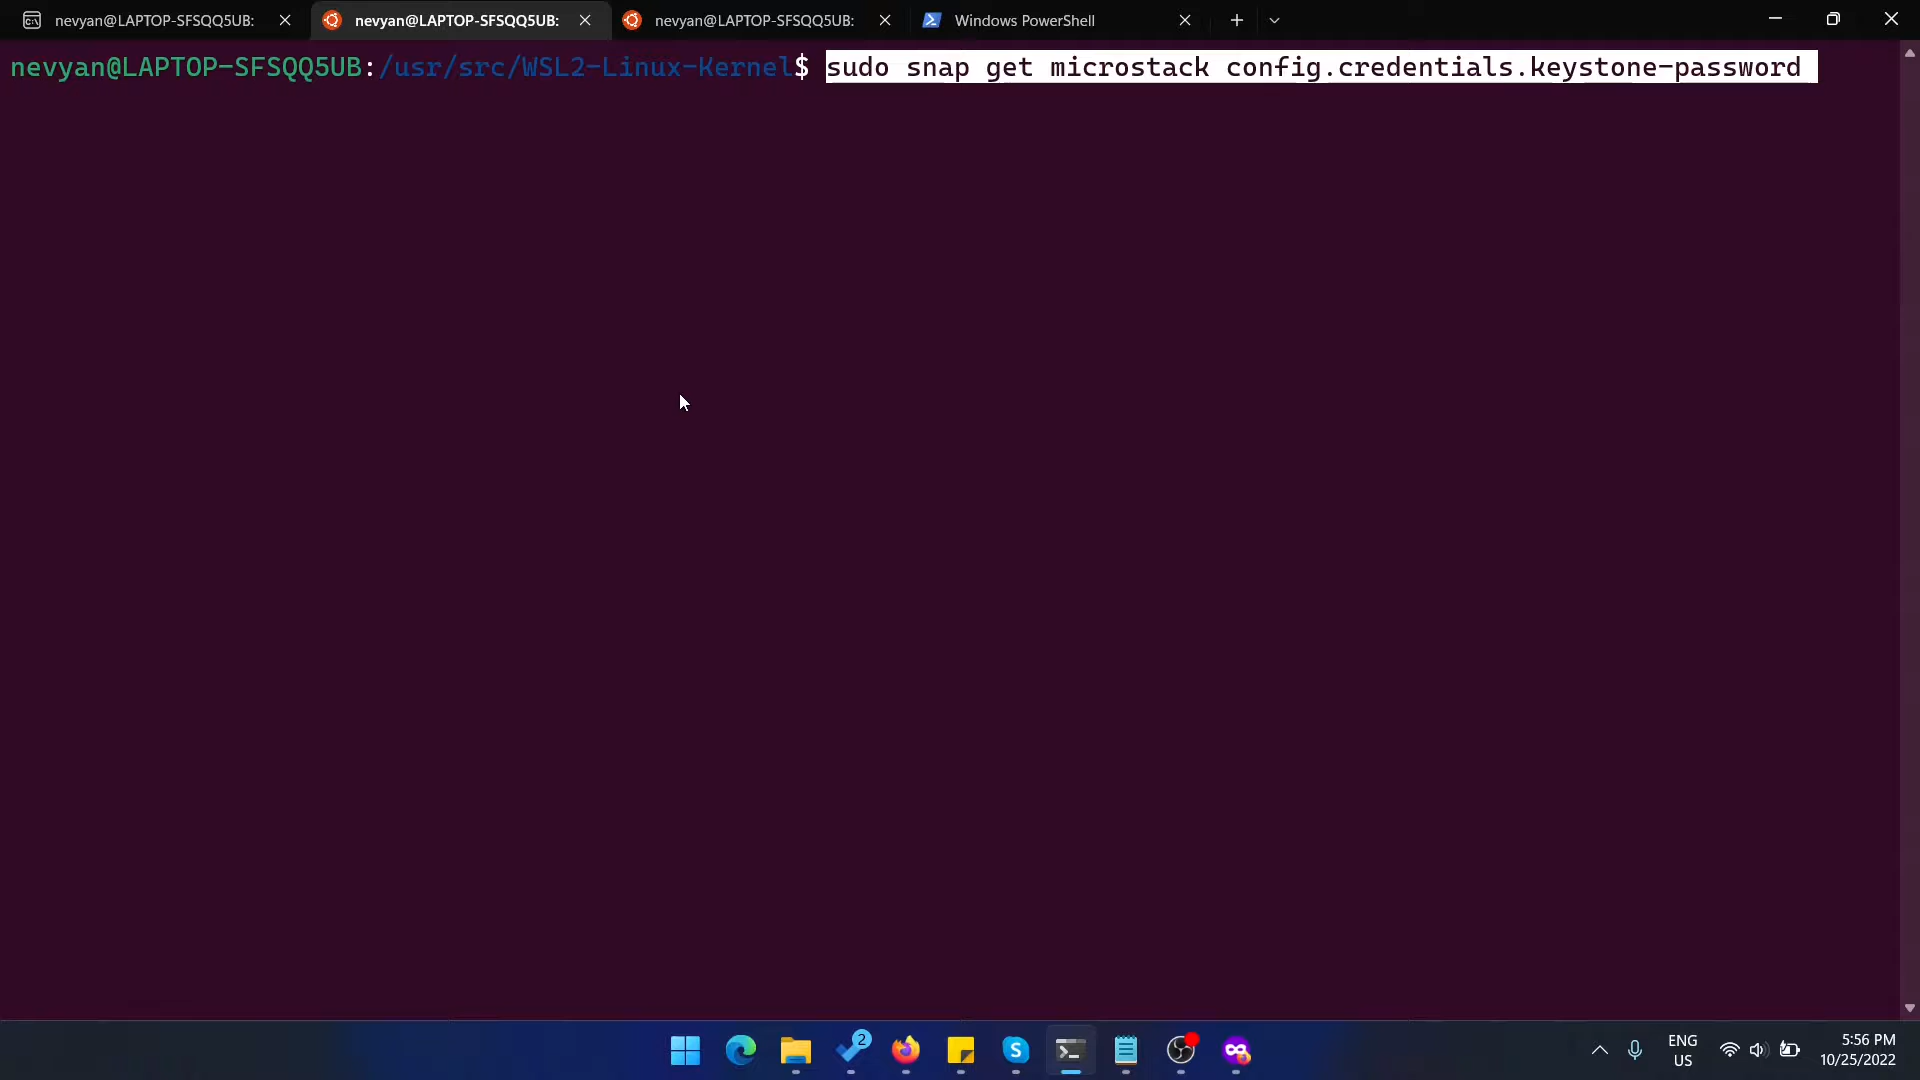 nevyan@LAPTOP-SFSQQ5UB:
nevyan@LAPTOP-SFSQQ5UB:
nevyan@LAPTOP-SFSQQ5UB:
Windows PowerShell
nevyan@LAPTOP-SFSQQ5UB:/usr/src/WSL2-Linux-Kernel$ sudo snap get microstack config.credentials.keystone-password
2
S
ENG
US
5:56 PM
10/25/2022